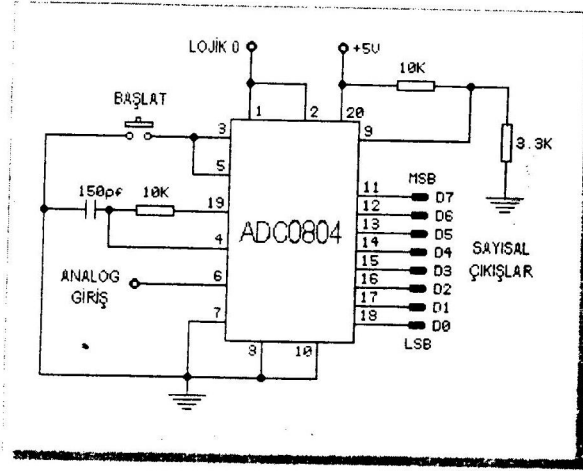 LOJİK 0
+5V
10K
BAŞLAT
1
2
20
3
9
3.3K
5
MSB
150pf
10K
19
11
D7
12
D6
4
ADC0804
13
D5
14
D4
SAYISAL
ANALOG
GİRİŞ
6
15
D3
ÇIKIŞLAR
16
D2
7
17
D1
18
D0
8
10
LSB